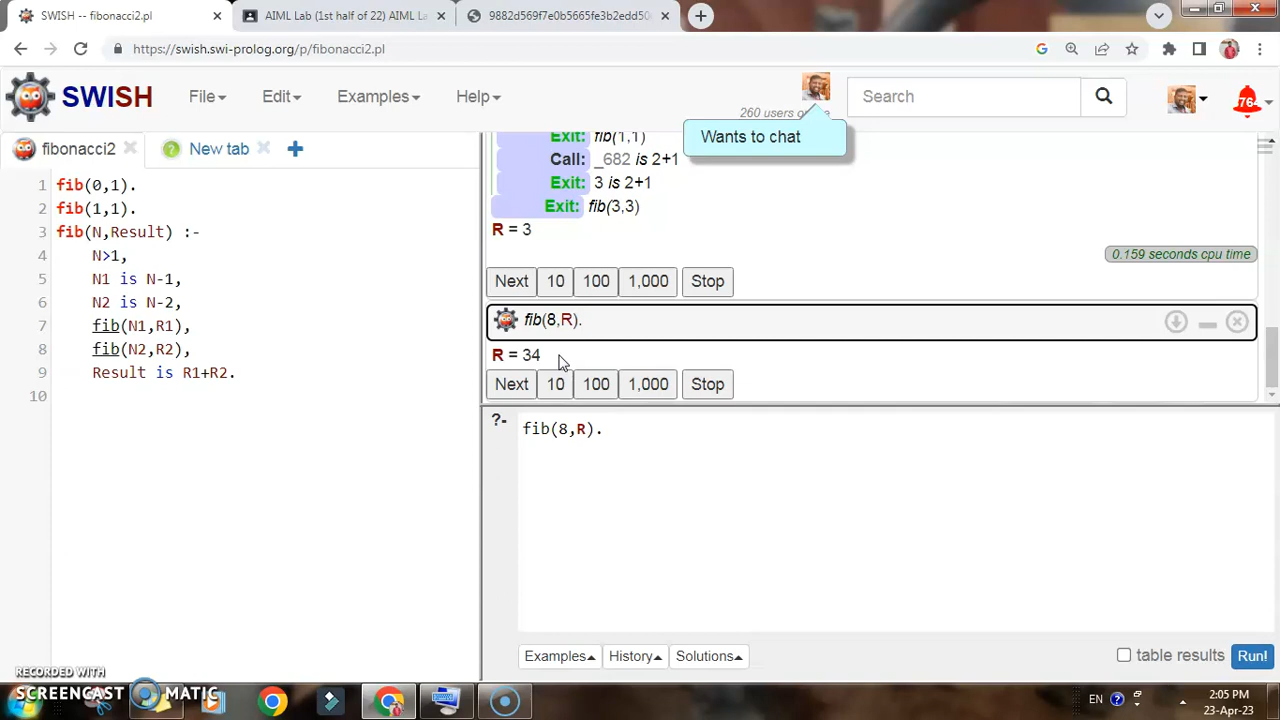 SWISH -- fibonacci2.pl
AIML Lab (1st half of 22) AIML La
9882d569f7e0b5665fe3b2edd50
https://swish.swi-prolog.org/p/fibonacci2.pl
SWISH
File
Edit
Examples
Help
260 users
Search
764
Wants to chat
fibonacci2
New tab
1 fib(0,1).
2 fib(1,1).
3 fib(N,Result) :-
4 N>1,
5 N1 is N-1,
6 N2 is N-2,
7 fib(N1,R1),
8 fib(N2,R2),
9 Result is R1+R2.
10
Exit: fib(1,1)
Call: _682 is 2+1
Exit: 3 is 2+1
Exit: fib(3,3)
R = 3
0.159 seconds cpu time
Next 10 100 1,000 Stop
fib(8,R).
R = 34
Next 10 100 1,000 Stop
?- fib(8,R).
Examples History Solutions
table results Run!
RECORDED WITH
SCREENCAST MATIC
EN
2:05 PM
23-Apr-23